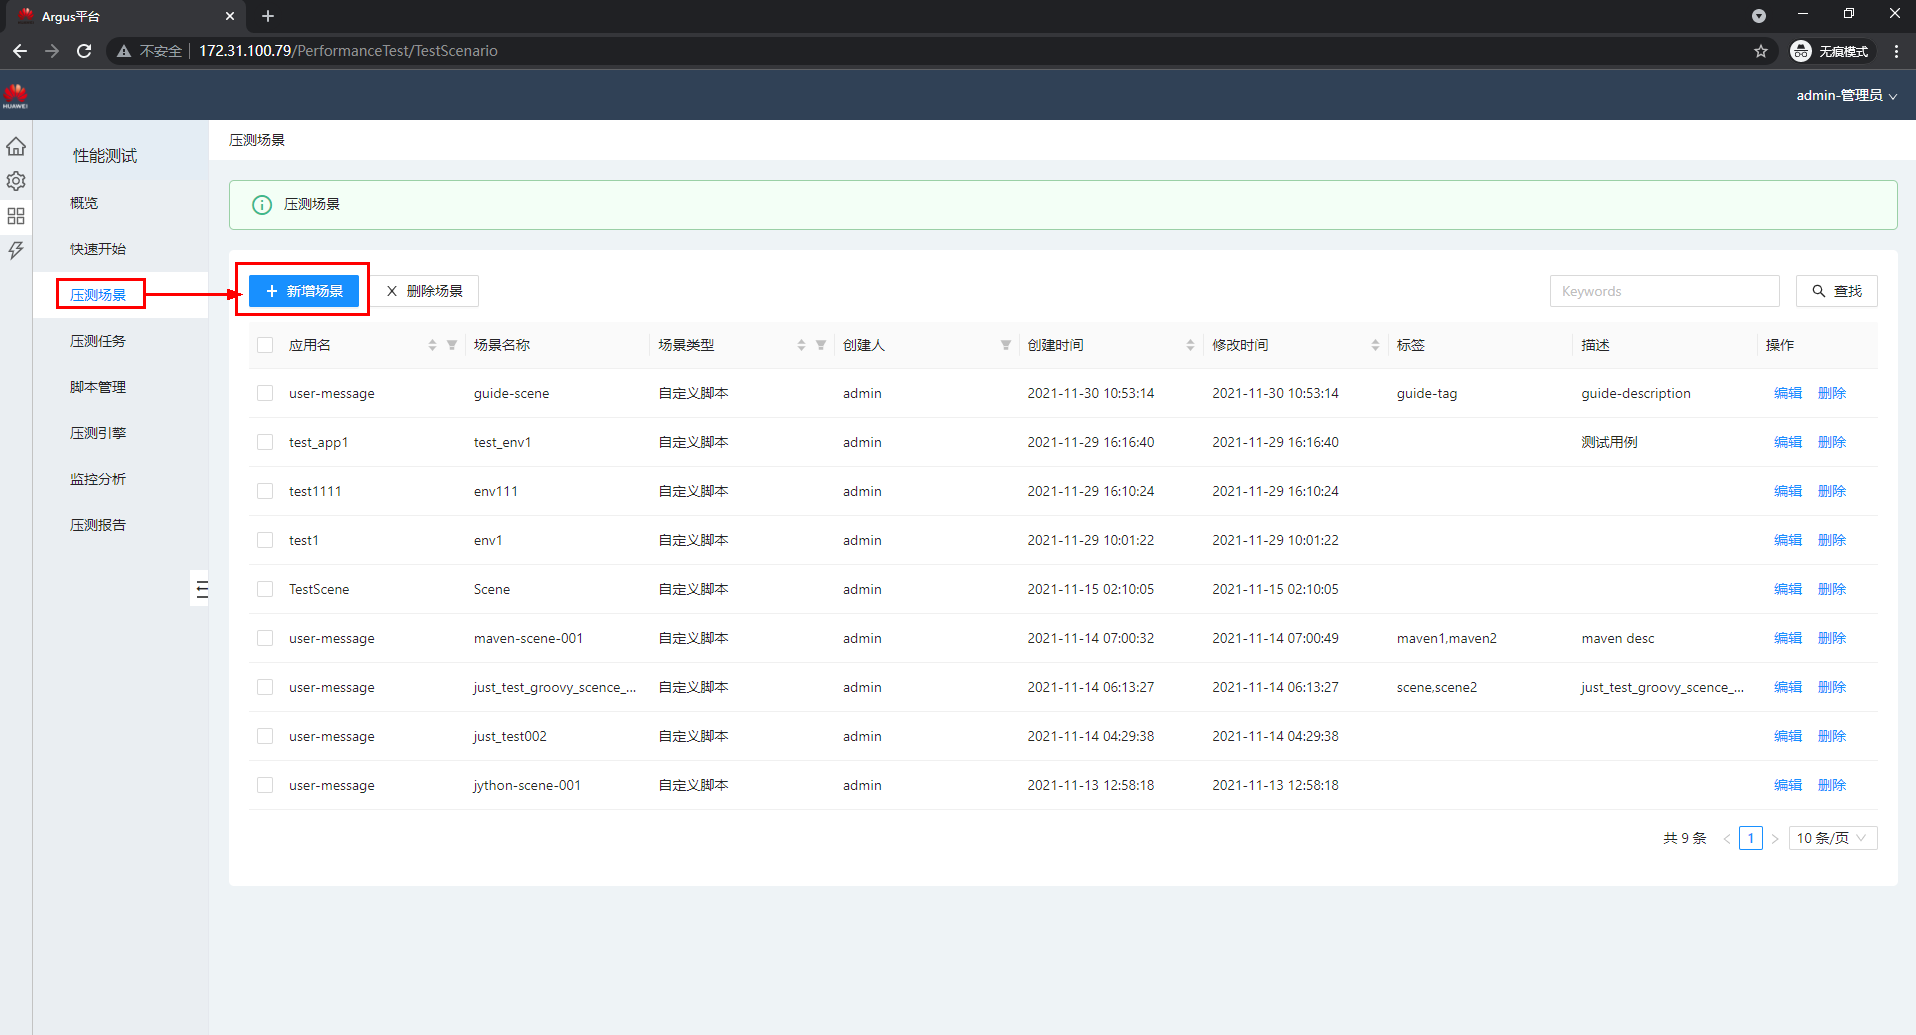 Argus平台
不安全 172.31.100.79/PerformanceTest/TestScenario 无痕模式
HUAWEI
admin-管理员
性能测试
概览
快速开始
压测场景
压测任务
脚本管理
压测引擎
监控分析
压测报告
压测场景
压测场景
新增场景 删除场景 Keywords 查找
应用名 场景名称 场景类型 创建人 创建时间 修改时间 标签 描述 操作
user-message guide-scene 自定义脚本 admin 2021-11-30 10:53:14 2021-11-30 10:53:14 guide-tag guide-description 编辑 删除
test_app1 test_env1 自定义脚本 admin 2021-11-29 16:16:40 2021-11-29 16:16:40 测试用例 编辑 删除
test1111 env111 自定义脚本 admin 2021-11-29 16:10:24 2021-11-29 16:10:24 编辑 删除
test1 env1 自定义脚本 admin 2021-11-29 10:01:22 2021-11-29 10:01:22 编辑 删除
TestScene Scene 自定义脚本 admin 2021-11-15 02:10:05 2021-11-15 02:10:05 编辑 删除
user-message maven-scene-001 自定义脚本 admin 2021-11-14 07:00:32 2021-11-14 07:00:49 maven1,maven2 maven desc 编辑 删除
user-message just_test_groovy_scence_... 自定义脚本 admin 2021-11-14 06:13:27 2021-11-14 06:13:27 scene,scene2 just_test_groovy_scence_... 编辑 删除
user-message just_test002 自定义脚本 admin 2021-11-14 04:29:38 2021-11-14 04:29:38 编辑 删除
user-message jython-scene-001 自定义脚本 admin 2021-11-13 12:58:18 2021-11-13 12:58:18 编辑 删除
共 9 条 < 1 > 10 条/页